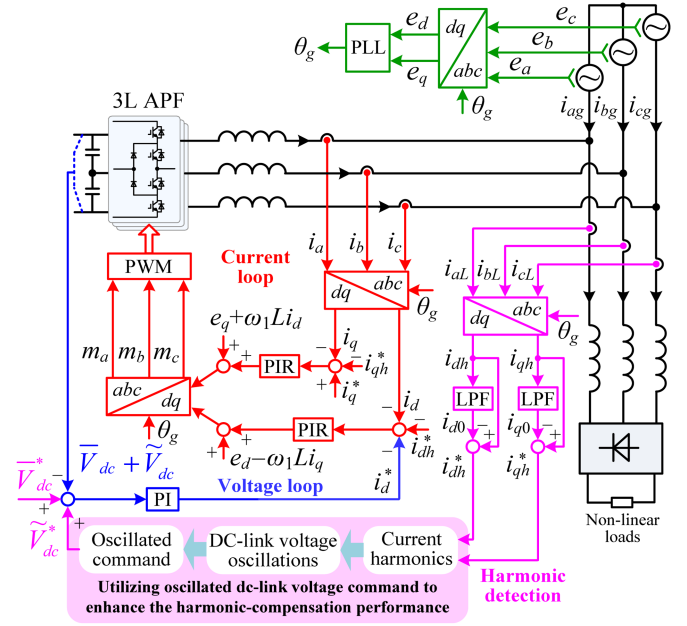 e_d
e_c
PLL
dq
e_b
θ_g
e_q
abc
e_a
θ_g
i_ag
i_bg
i_cg
3L APF
Current
loop
i_a
i_b
i_c
PWM
abc
dq
θ_g
i_aL
i_bL
i_cL
abc
dq
θ_g
e_q+ω_1Li_d
m_a
m_b
m_c
+
+
PIR
i_q
−
−
i_qh^*
+
i_q^*
i_dh
i_qh
LPF
LPF
abc
dq
θ_g
+
+
PIR
i_d
−
−
i_dh^*
−
i_d^*
i_d0
−
+
i_q0
−
+
i_dh^*
i_qh^*
e_d−ω_1Li_q
V̅_dc^*
−
V̅_dc + Ṽ_dc
Voltage loop
+
PI
+
Ṽ_dc^*
Non-linear
loads
Oscillated
command
DC-link voltage
oscillations
Current
harmonics
Utilizing oscillated dc-link voltage command to
enhance the harmonic-compensation performance
Harmonic
detection